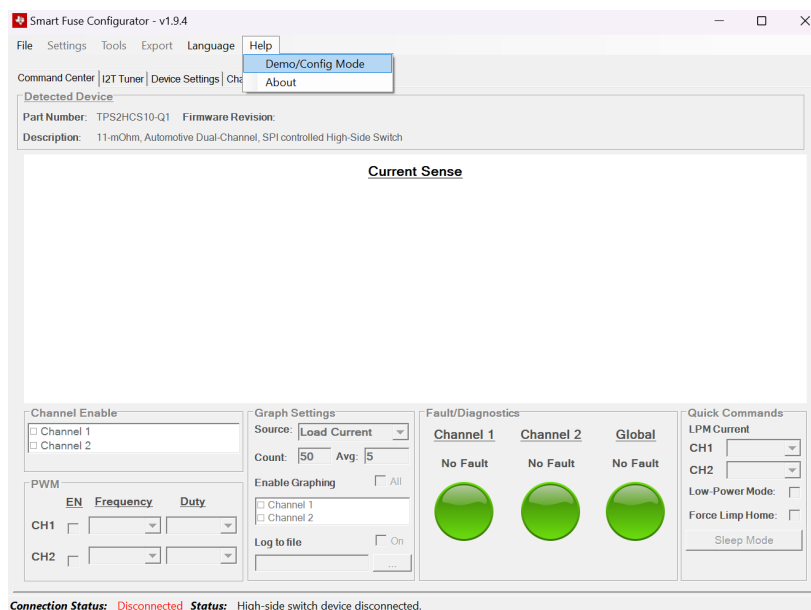 Smart Fuse Configurator - v1.9.4
File Settings Tools Export Language Help
Demo/Config Mode
About
Command Center I2T Tuner Device Settings Cha
Detected Device
Part Number: TPS2HCS10-Q1 Firmware Revision:
Description: 11-mOhm, Automotive Dual-Channel, SPI controlled High-Side Switch
Current Sense
Channel Enable
Channel 1
Channel 2
PWM
EN Frequency Duty
CH1
CH2
Graph Settings
Source: Load Current
Count: 50 Avg: 5
Enable Graphing All
Channel 1
Channel 2
Log to file On
...
Fault/Diagnostics
Channel 1 Channel 2 Global
No Fault No Fault No Fault
Quick Commands
LPM Current
CH1
CH2
Low-Power Mode:
Force Limp Home:
Sleep Mode
Connection Status: Disconnected Status: High-side switch device disconnected.